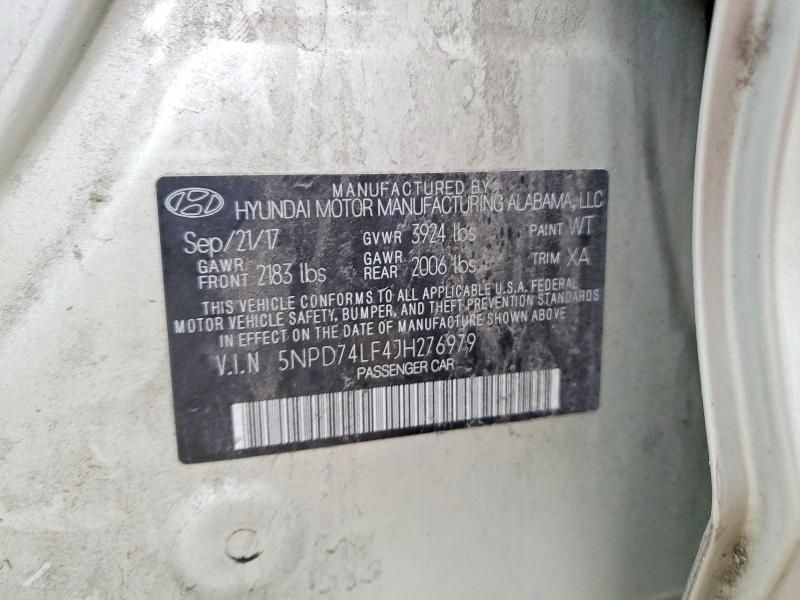 MANUFACTURED BY
HYUNDAI MOTOR MANUFACTURING ALABAMA, LLC
Sep/21/17 GVWR 3924 lbs PAINT WT
GAWR FRONT 2183 lbs GAWR REAR 2006 lbs TRIM XA
THIS VEHICLE CONFORMS TO ALL APPLICABLE U.S.A. FEDERAL
MOTOR VEHICLE SAFETY, BUMPER, AND THEFT PREVENTION STANDARDS
IN EFFECT ON THE DATE OF MANUFACTURE SHOWN ABOVE
V.I.N 5NPD74LF4JH276979
PASSENGER CAR